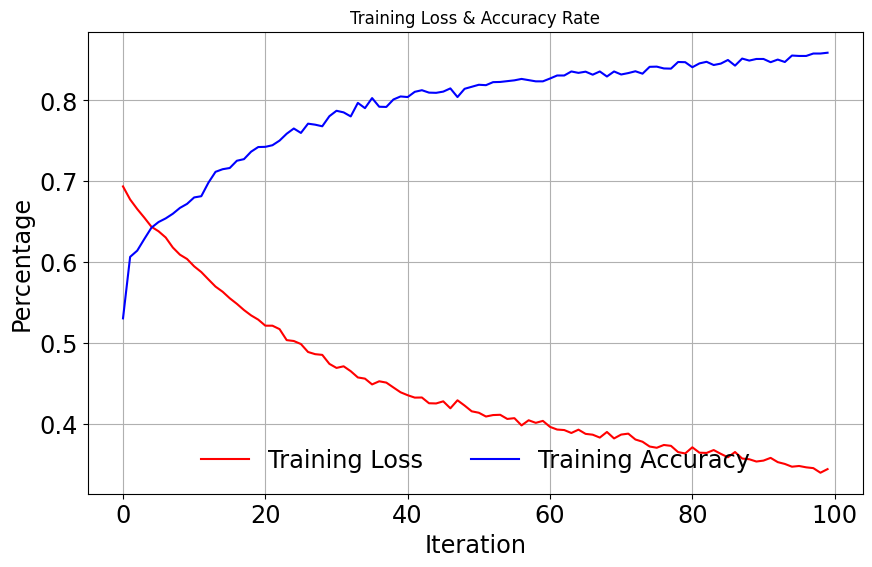 Training Loss & Accuracy Rate
Percentage
0.8
0.7
0.6
0.5
0.4
Training Loss Training Accuracy
0 20 40 60 80 100
Iteration